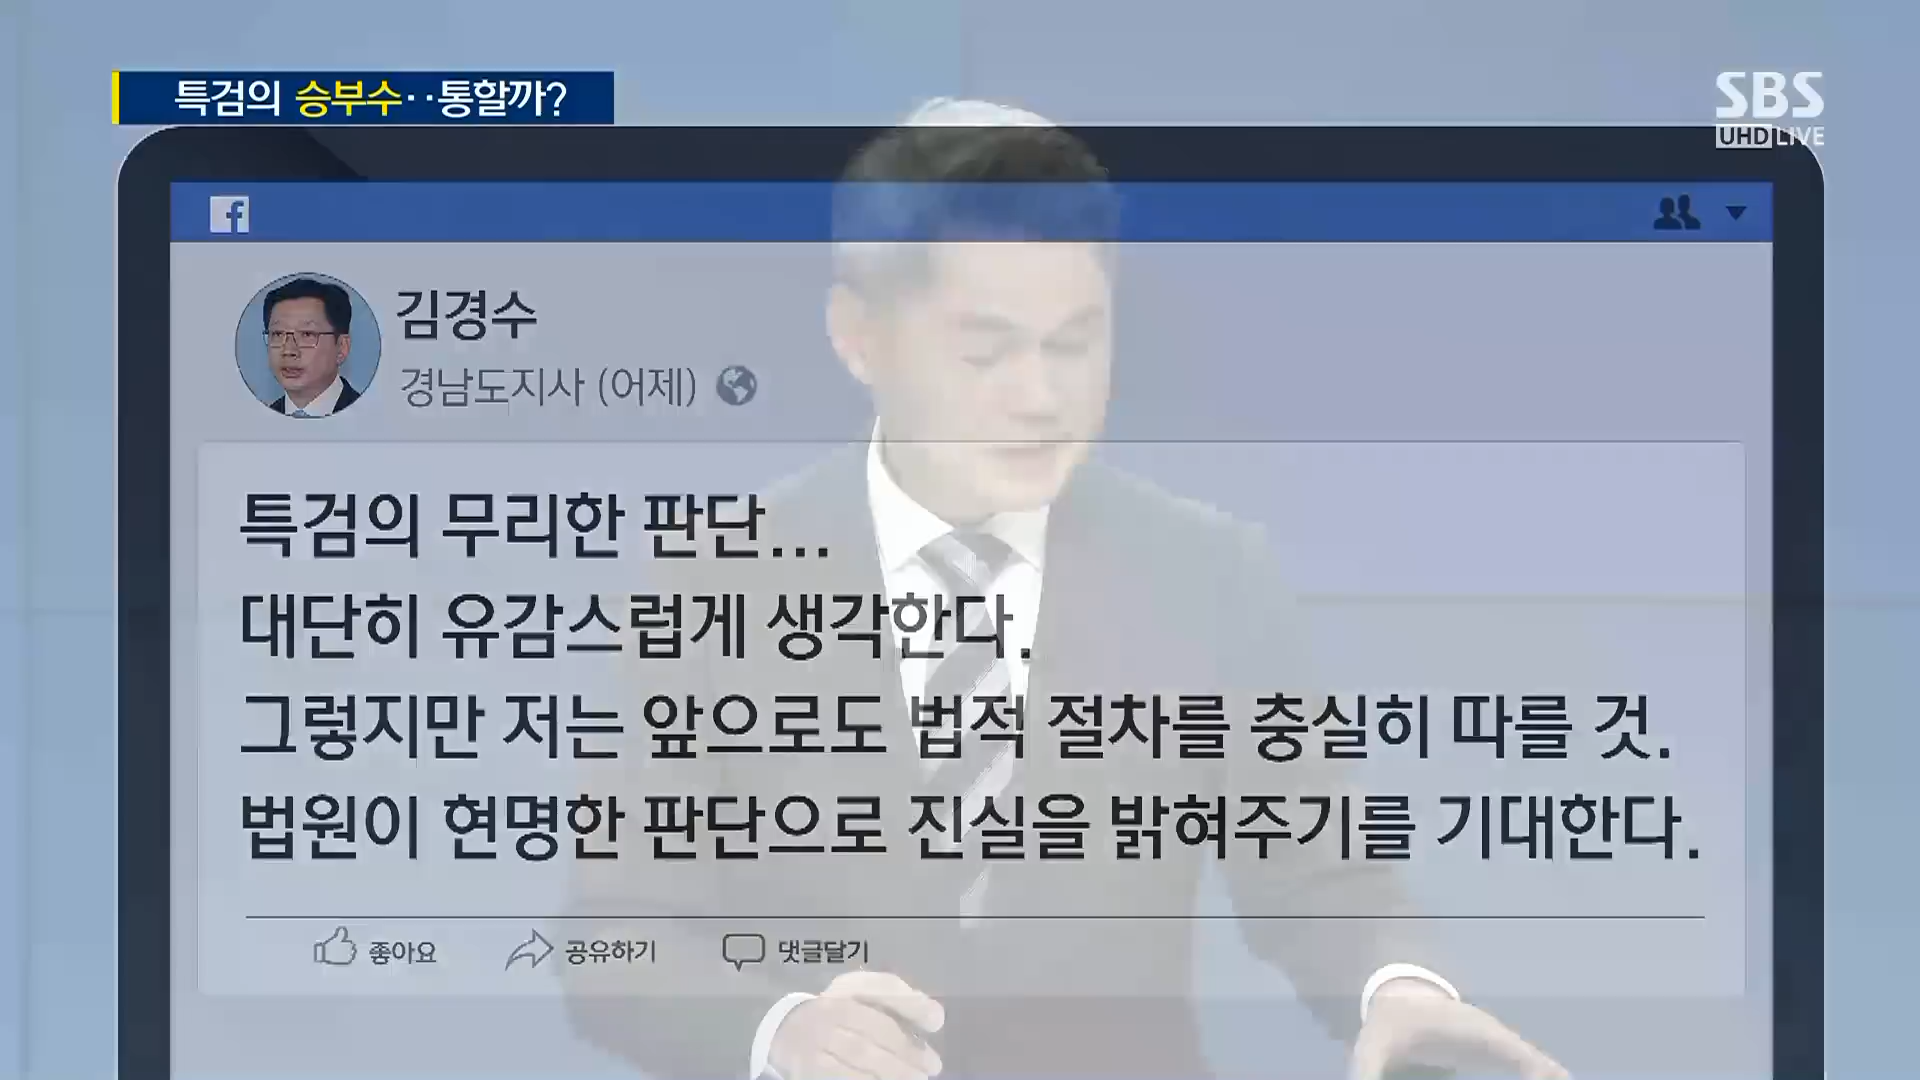 특검의 승부수‥통할까?
SBS
UHD LIVE
f
김경수
경남도지사 (어제)
특검의 무리한 판단...
대단히 유감스럽게 생각한다.
그렇지만 저는 앞으로도 법적 절차를 충실히 따를 것.
법원이 현명한 판단으로 진실을 밝혀주기를 기대한다.
좋아요 공유하기 댓글달기